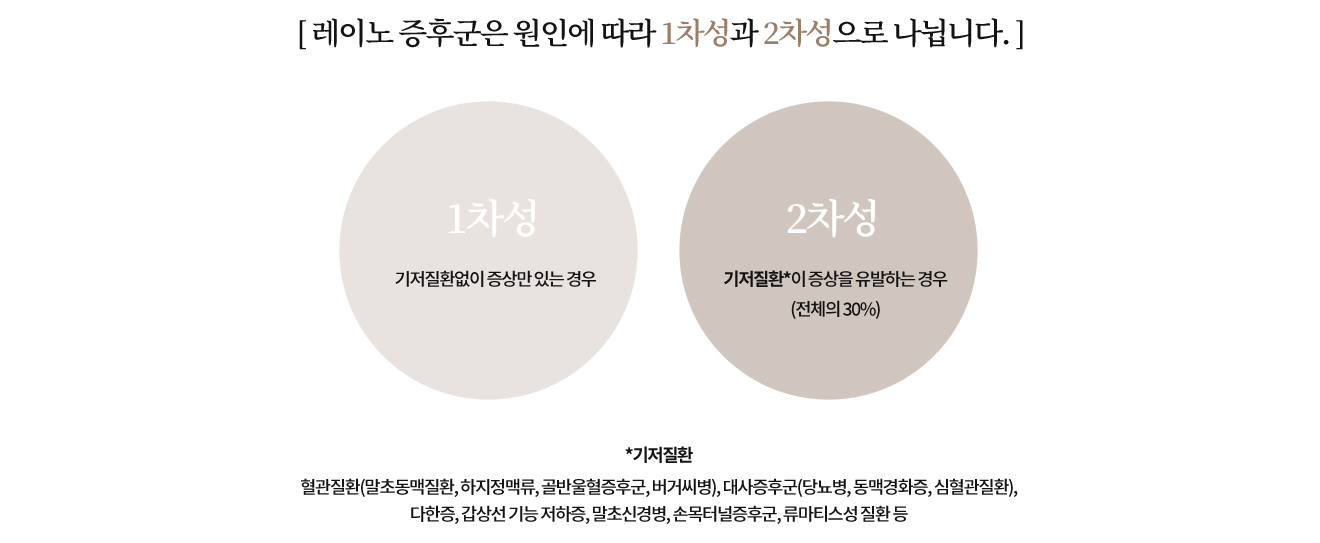 [ 레이노 증후군은 원인에 따라 1차성과 2차성으로 나뉩니다. ]
1차성
기저질환없이 증상만 있는 경우
2차성
기저질환*이 증상을 유발하는 경우
(전체의 30%)
*기저질환
혈관질환(말초동맥질환, 하지정맥류, 골반울혈증후군, 버거씨병), 대사증후군(당뇨병, 동맥경화증, 심혈관질환),
다한증, 갑상선 기능 저하증, 말초신경병, 손목터널증후군, 류마티스성 질환 등